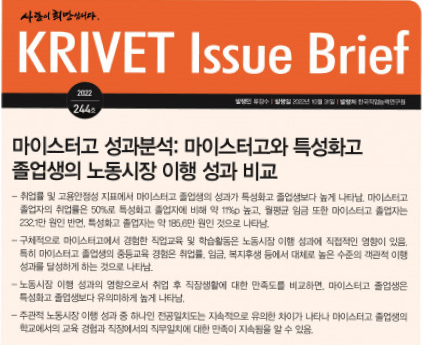 사람이 희망입니다.
KRIVET Issue Brief
2022
244호
발행인 류장수 | 발행일 2022년 10월 31일 | 발행처 한국직업능력연구원
마이스터고 성과분석: 마이스터고와 특성화고
졸업생의 노동시장 이행 성과 비교
– 취업률 및 고용안정성 지표에서 마이스터고 졸업생의 성과가 특성화고 졸업생보다 높게 나타남. 마이스터고
졸업자의 취업률은 50%로 특성화고 졸업자에 비해 약 11%p 높고, 월평균 임금 또한 마이스터고 졸업자는
232.1만 원인 반면, 특성화고 졸업자는 약 185.6만 원인 것으로 나타남.
– 구체적으로 마이스터고에서 경험한 직업교육 및 학습활동은 노동시장 이행 성과에 직접적인 영향이 있음.
특히 마이스터고 졸업생의 중등교육 경험은 취업률, 임금, 복지후생 등에서 대체로 높은 수준의 객관적 이행
성과를 달성하게 하는 것으로 나타남.
– 노동시장 이행 성과의 영향으로서 취업 후 직장생활에 대한 만족도를 비교하면, 마이스터고 졸업생은
특성화고 졸업생보다 유의미하게 높게 나타남.
– 주관적 노동시장 이행 성과 중 하나인 전공일치도는 지속적으로 유의한 차이가 나타나 마이스터고 졸업생의
학교에서의 교육 경험과 직장에서의 직무일치에 대한 만족이 지속됨을 알 수 있음.